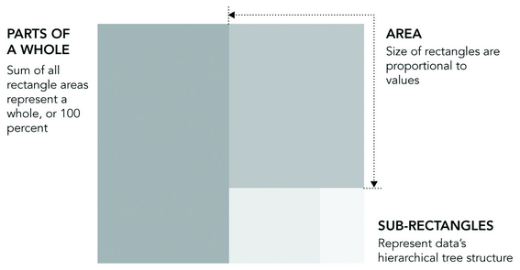 PARTS OF
A WHOLE
Sum of all
rectangle areas
represent a
whole, or 100
percent
AREA
Size of rectangles are
proportional to
values
SUB-RECTANGLES
Represent data's
hierarchical tree structure